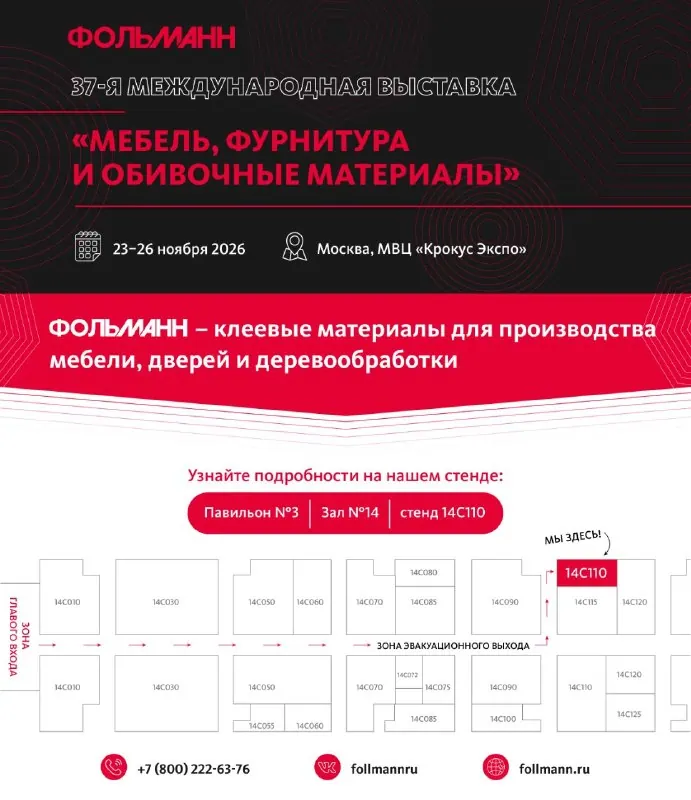 ФОЛЬМАНН
37-Я МЕЖДУНАРОДНАЯ ВЫСТАВКА
«МЕБЕЛЬ, ФУРНИТУРА
И ОБИВОЧНЫЕ МАТЕРИАЛЫ»
23–26 ноября 2026
Москва, МВЦ «Крокус Экспо»
ФОЛЬМАНН – клеевые материалы для производства
мебели, дверей и деревообработки
Узнайте подробности на нашем стенде:
Павильон №3 | Зал №14 | стенд 14С110
МЫ ЗДЕСЬ!
14С110
14С080
14С010 14С030 14С050 14С060 14С070 14С085 14С090 14С115 14С120
ЗОНА
ГЛАВОГО ВХОДА
ЗОНА ЭВАКУАЦИОННОГО ВЫХОДА
14С072
14С120
14С010 14С030 14С050 14С070 14С075 14С090 14С110
14С055 14С060 14С085 14С100 14С125
+7 (800) 222-63-76
follmannru
follmann.ru